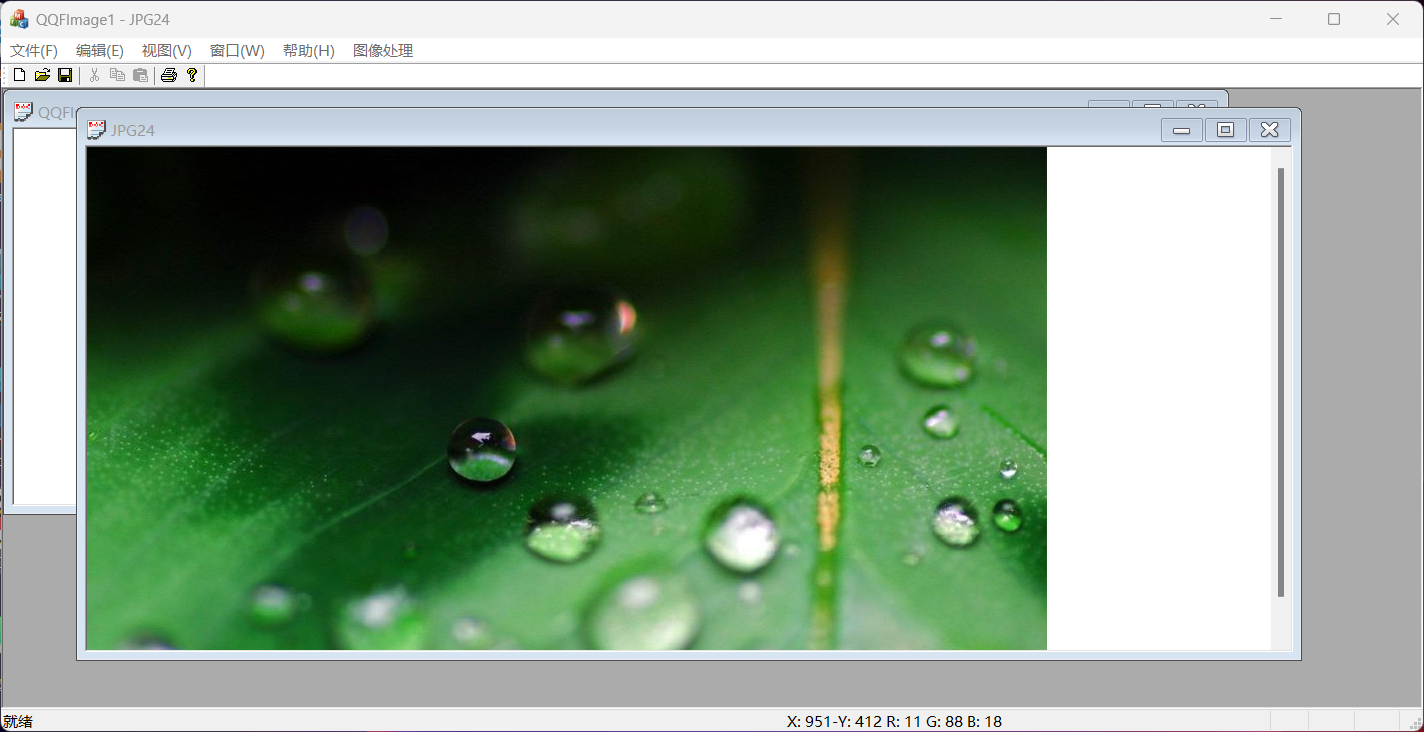 QQFImage1 - JPG24
文件(F) 编辑(E) 视图(V) 窗口(W) 帮助(H) 图像处理
QQFI
JPG24
就绪
X: 951-Y: 412 R: 11 G: 88 B: 18